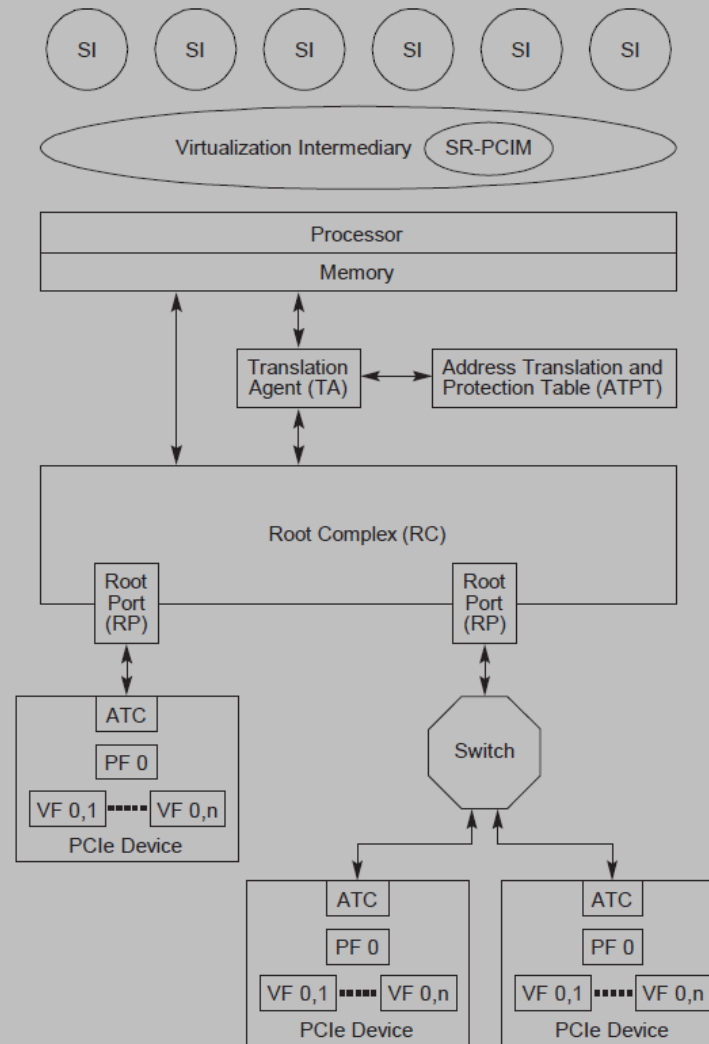 SI SI SI SI SI SI
Virtualization Intermediary SR-PCIM
Processor
Memory
Translation
Agent (TA)
Address Translation and
Protection Table (ATPT)
Root Complex (RC)
Root
Port
(RP)
Root
Port
(RP)
ATC
PF 0
VF 0,1 VF 0,n
PCIe Device
Switch
ATC
PF 0
VF 0,1 VF 0,n
PCIe Device
ATC
PF 0
VF 0,1 VF 0,n
PCIe Device